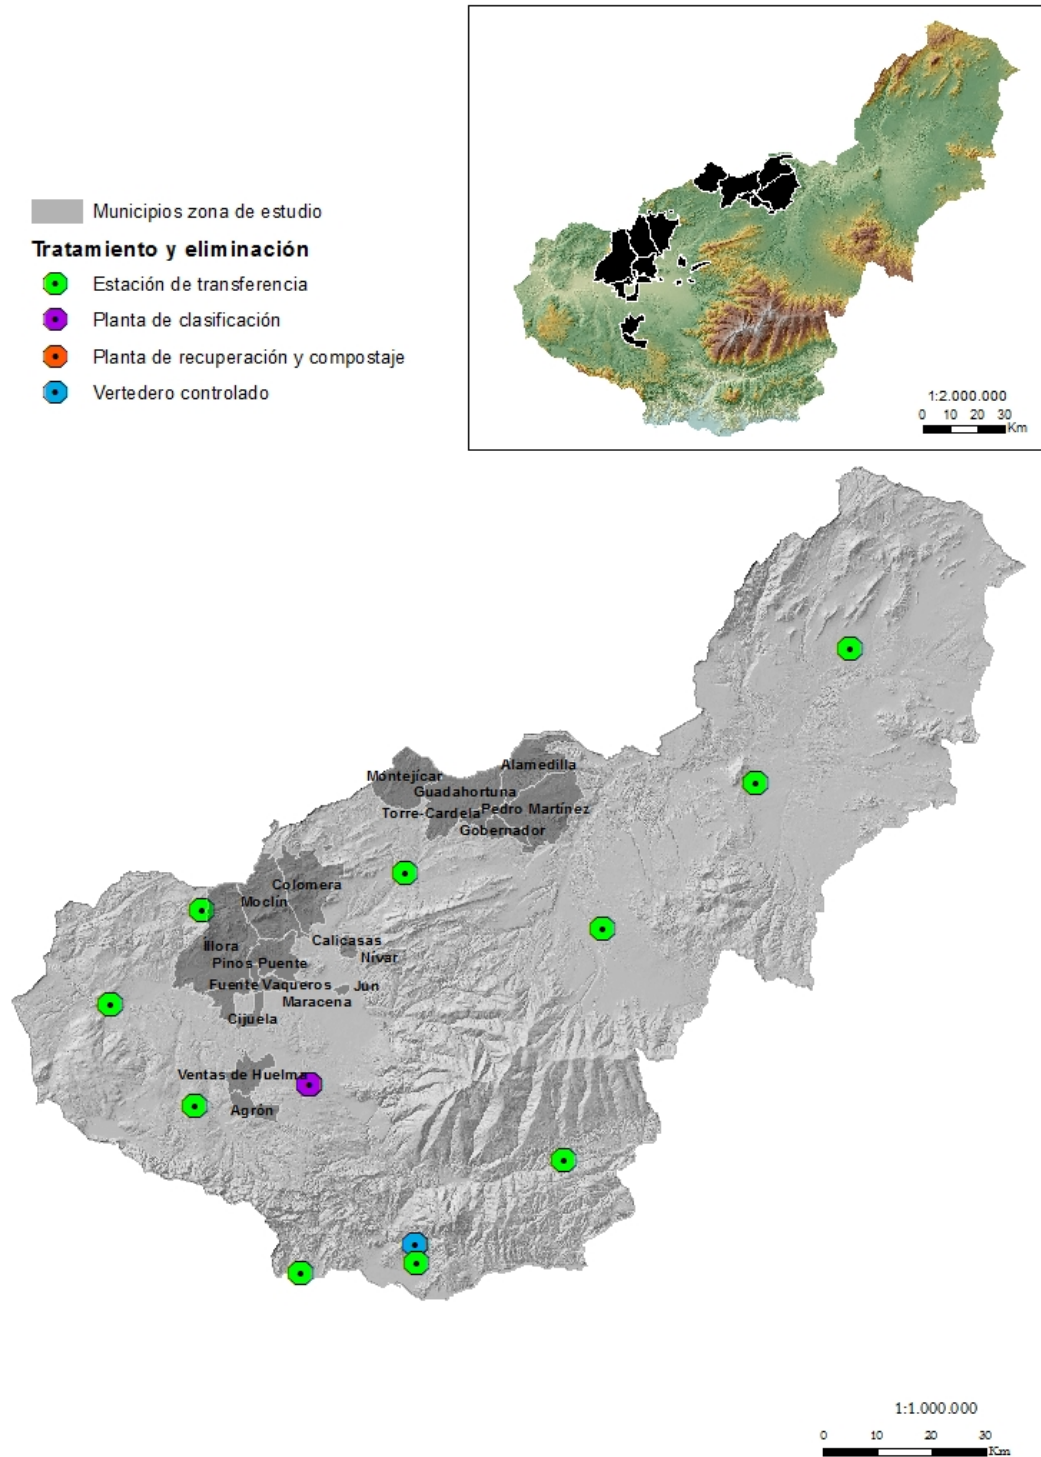 1:2.000.000
0 10 20 30
Km
Municipios zona de estudio
Tratamiento y eliminación
Estación de transferencia
Planta de clasificación
Planta de recuperación y compostaje
Vertedero controlado
Alamedilla
Montejícar
Guadahortuna
Torre-Cardela
Pedro Martínez
Gobernador
Colomera
Moclín
Íllora
Calicasas
Nívar
Pinos Puente
Fuente Vaqueros
Jun
Maracena
Cijuela
Ventas de Huelma
Agrón
1:1.000.000
0 10 20 30
Km